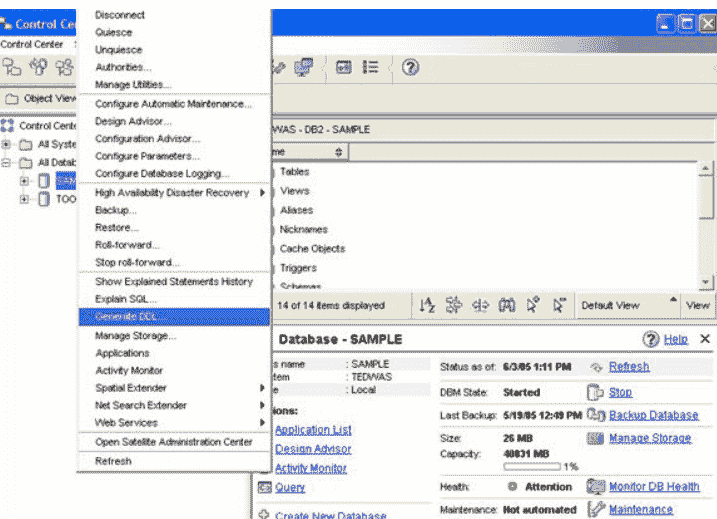 Control Ce
Control Center
Object View
Control Cente
All Syste
All Datab
SAM
TOO
Disconnect
Quiesce
Unquiesce
Authorities...
Manage Utilities...
Configure Automatic Maintenance...
Design Advisor...
Configuration Advisor...
Configure Parameters...
Configure Database Logging...
High Availability Disaster Recovery
Backup...
Restore...
Roll-forward...
Stop roll-forward...
Show Explained Statements History
Explain SQL...
Generate DDL...
Manage Storage...
Applications
Activity Monitor
Spatial Extender
Net Search Extender
Web Services
Open Satellite Administration Center
Refresh
WAS - DB2 - SAMPLE
me
Tables
Views
Aliases
Nicknames
Cache Objects
Triggers
Schemas
14 of 14 items displayed
Default View
View
Database - SAMPLE
Help
s name : SAMPLE
tem : TEDWAS
e : Local
ions:
Application List
Design Advisor
Activity Monitor
Query
Create New Database
Status as of: 6/3/05 1:11 PM Refresh
DBM State: Started Stop
Last Backup: 5/19/05 12:49 PM Backup Database
Size: 26 MB Manage Storage
Capacity: 40831 MB
1%
Health: Attention Monitor DB Health
Maintenance: Not automated Maintenance